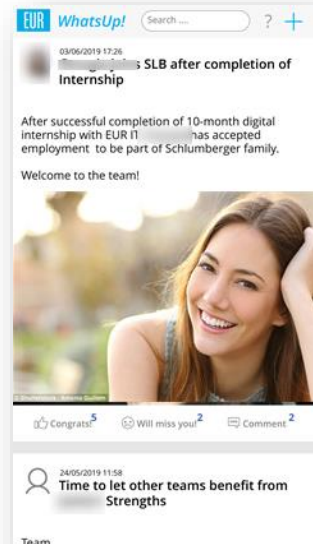 EUR WhatsUp! Search .... ? +
03/06/2019 17:26
s SLB after completion of
Internship
After successful completion of 10-month digital
internship with EUR IT has accepted
employment to be part of Schlumberger family.
Welcome to the team!
Congrats! 5 Will miss you! 2 Comment 2
24/05/2019 11:58
Time to let other teams benefit from
Strengths
Team